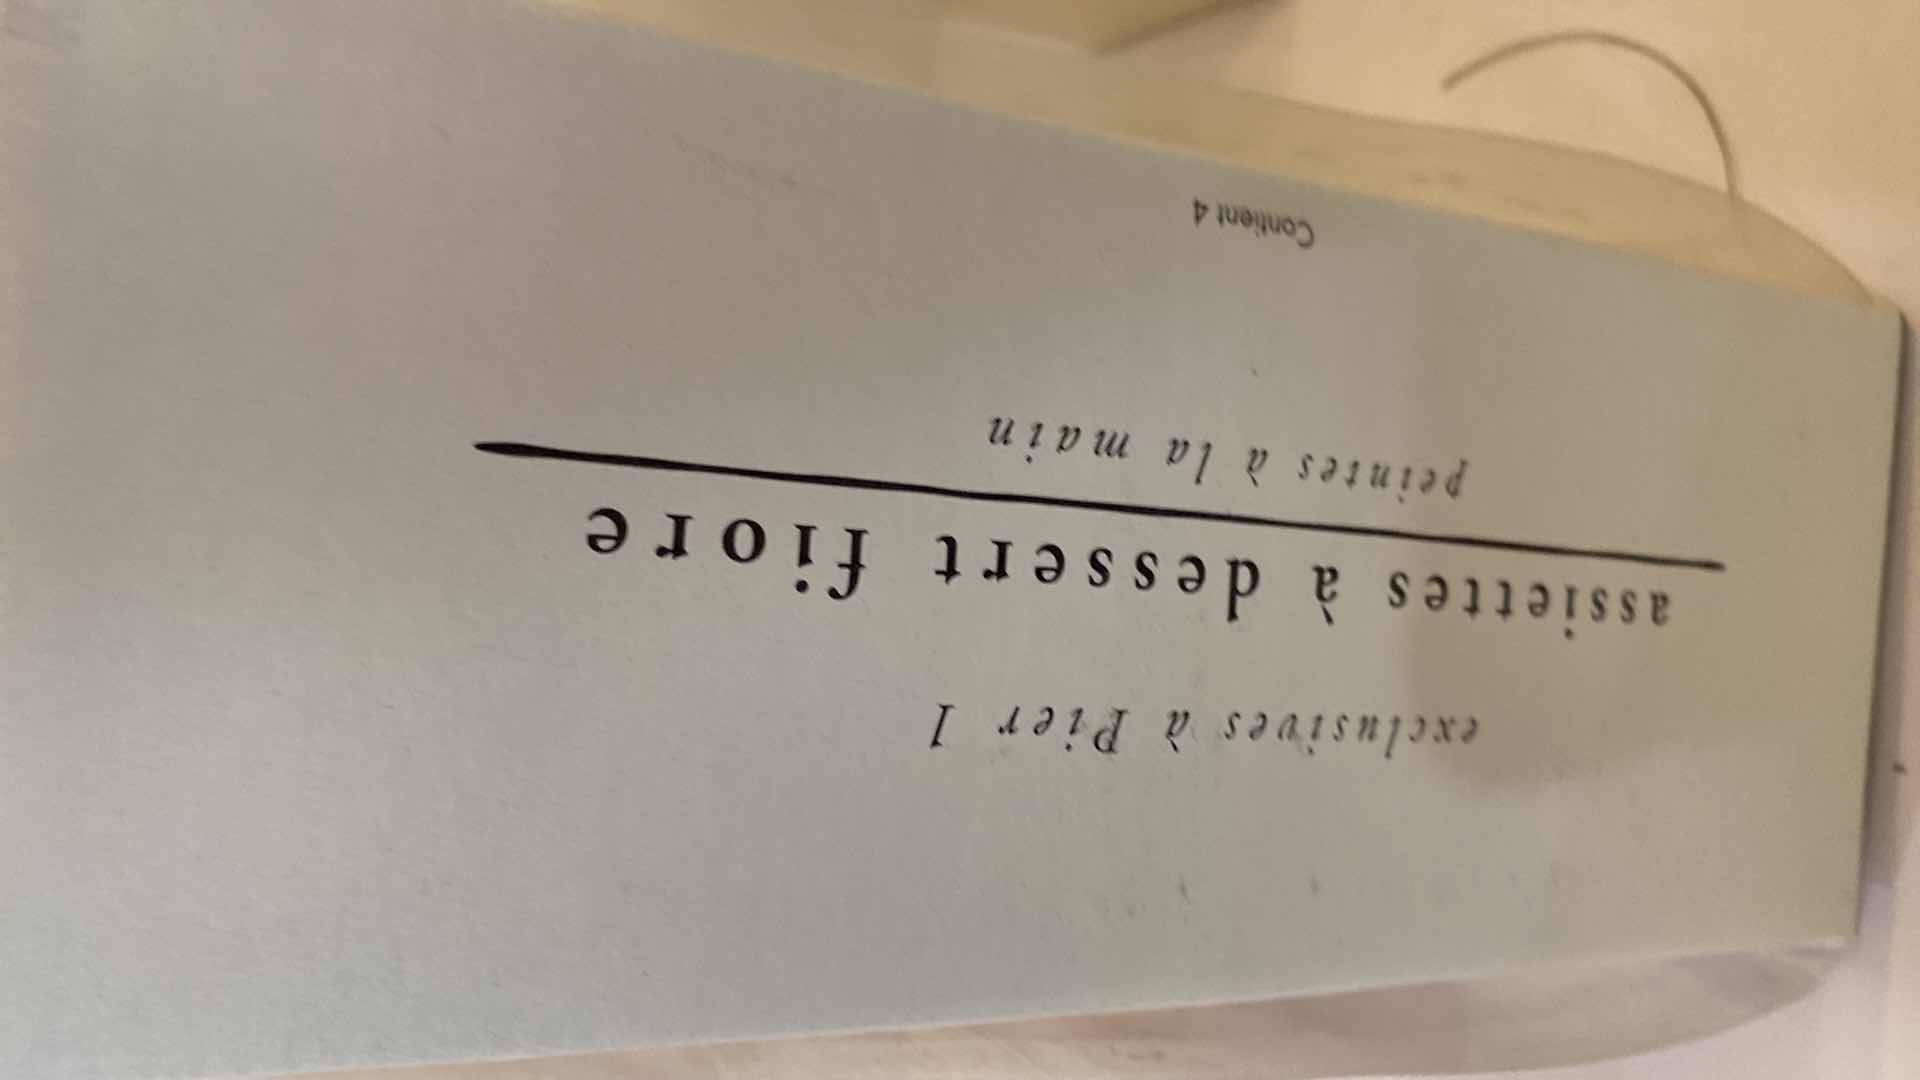 exclusives à Pier 1
assiettes à dessert fiore
peintes à la main
Contient 4